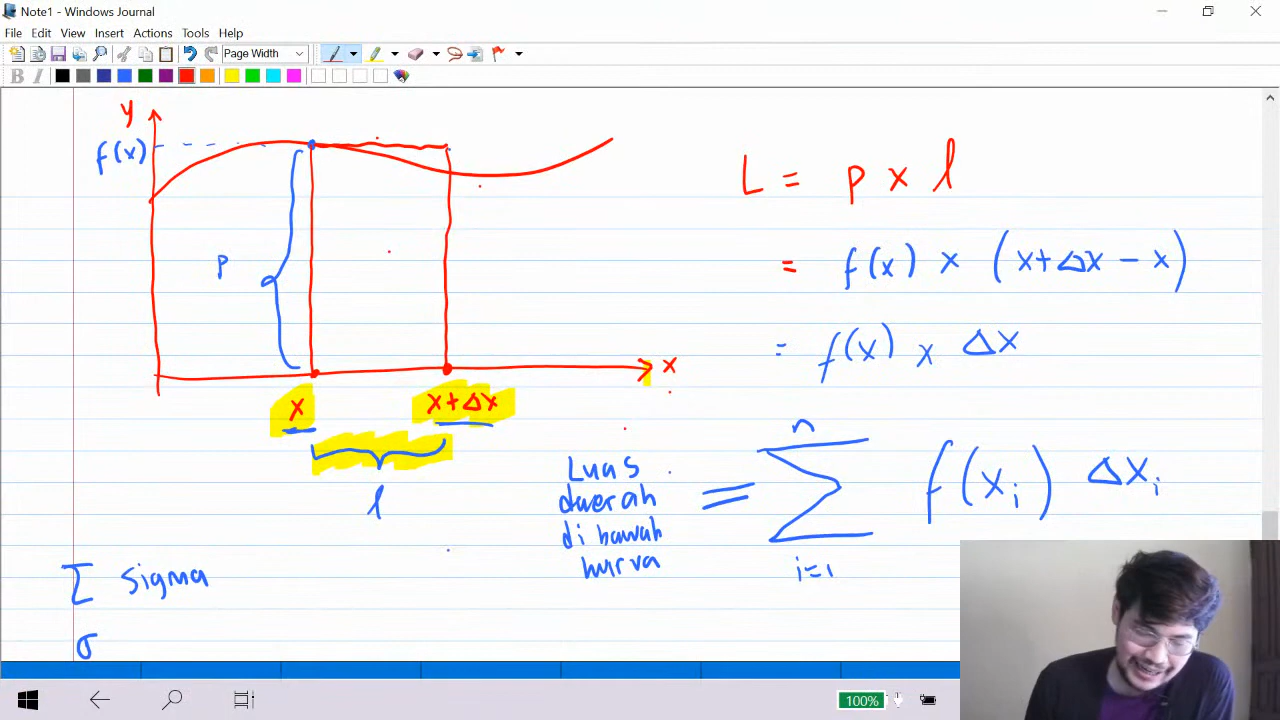 Note1 - Windows Journal
File Edit View Insert Actions Tools Help
Page Width
B I
y
f(x)
p
x
x
x+Δx
l
L = p x l
= f(x) x (x+Δx - x)
= f(x) x Δx
Luas
daerah
di bawah
kurva
= n ∑ i=1 f(xᵢ) Δxᵢ
Σ Sigma
σ
100%